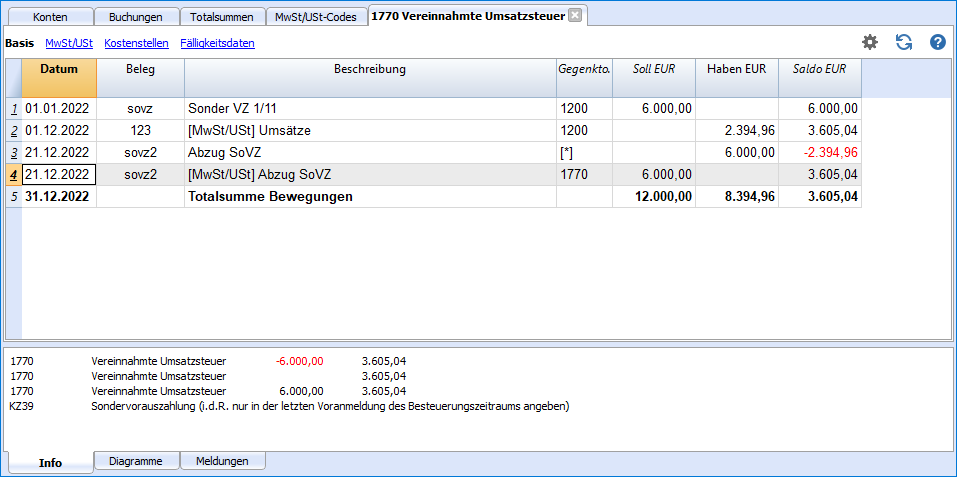 Konten Buchungen Totalsummen MwSt/USt-Codes 1770 Vereinnahmte Umsatzsteuer
Basis MwSt/USt Kostenstellen Fälligkeitsdaten
Datum Beleg Beschreibung Gegenkto. Soll EUR Haben EUR Saldo EUR
1 01.01.2022 sovz Sonder VZ 1/11 1200 6.000,00 6.000,00
2 01.12.2022 123 [MwSt/USt] Umsätze 1200 2.394,96 3.605,04
3 21.12.2022 sovz2 Abzug SoVZ [*] 6.000,00 -2.394,96
4 21.12.2022 sovz2 [MwSt/USt] Abzug SoVZ 1770 6.000,00 3.605,04
5 31.12.2022 Totalsumme Bewegungen 12.000,00 8.394,96 3.605,04
1770 Vereinnahmte Umsatzsteuer -6.000,00 3.605,04
1770 Vereinnahmte Umsatzsteuer 3.605,04
1770 Vereinnahmte Umsatzsteuer 6.000,00 3.605,04
KZ39 Sondervorauszahlung (i.d.R. nur in der letzten Voranmeldung des Besteuerungszeitraums angeben)
Info Diagramme Meldungen